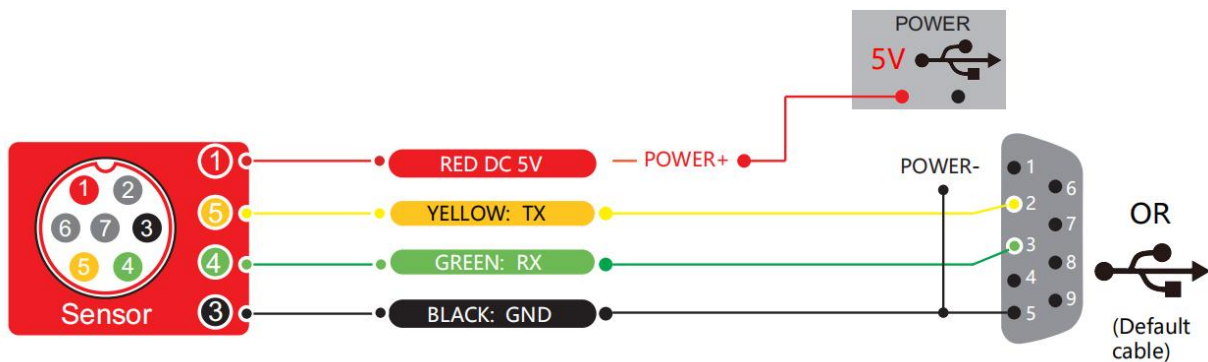 POWER
5V
1 RED DC 5V POWER+ POWER-
1 2
6 7 3
5 4
Sensor
5 YELLOW: TX
4 GREEN: RX
3 BLACK: GND
1
6
2
7
3
8
4
9
5
OR
(Default
cable)